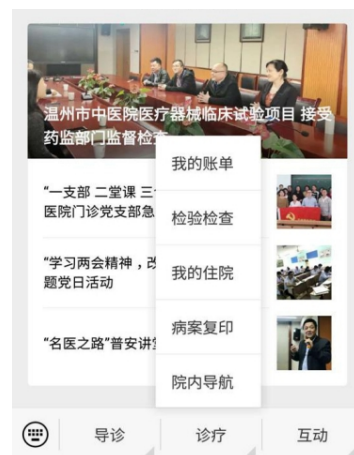 温州市中医院医疗器械临床试验项目 接受
药监部门监督检
我的账单
“一支部 二堂课 三
医院门诊党支部急
检验检查
“学习两会精神，改
题党日活动
我的住院
病案复印
“名医之路”普安讲
院内导航
导诊
诊疗
互动